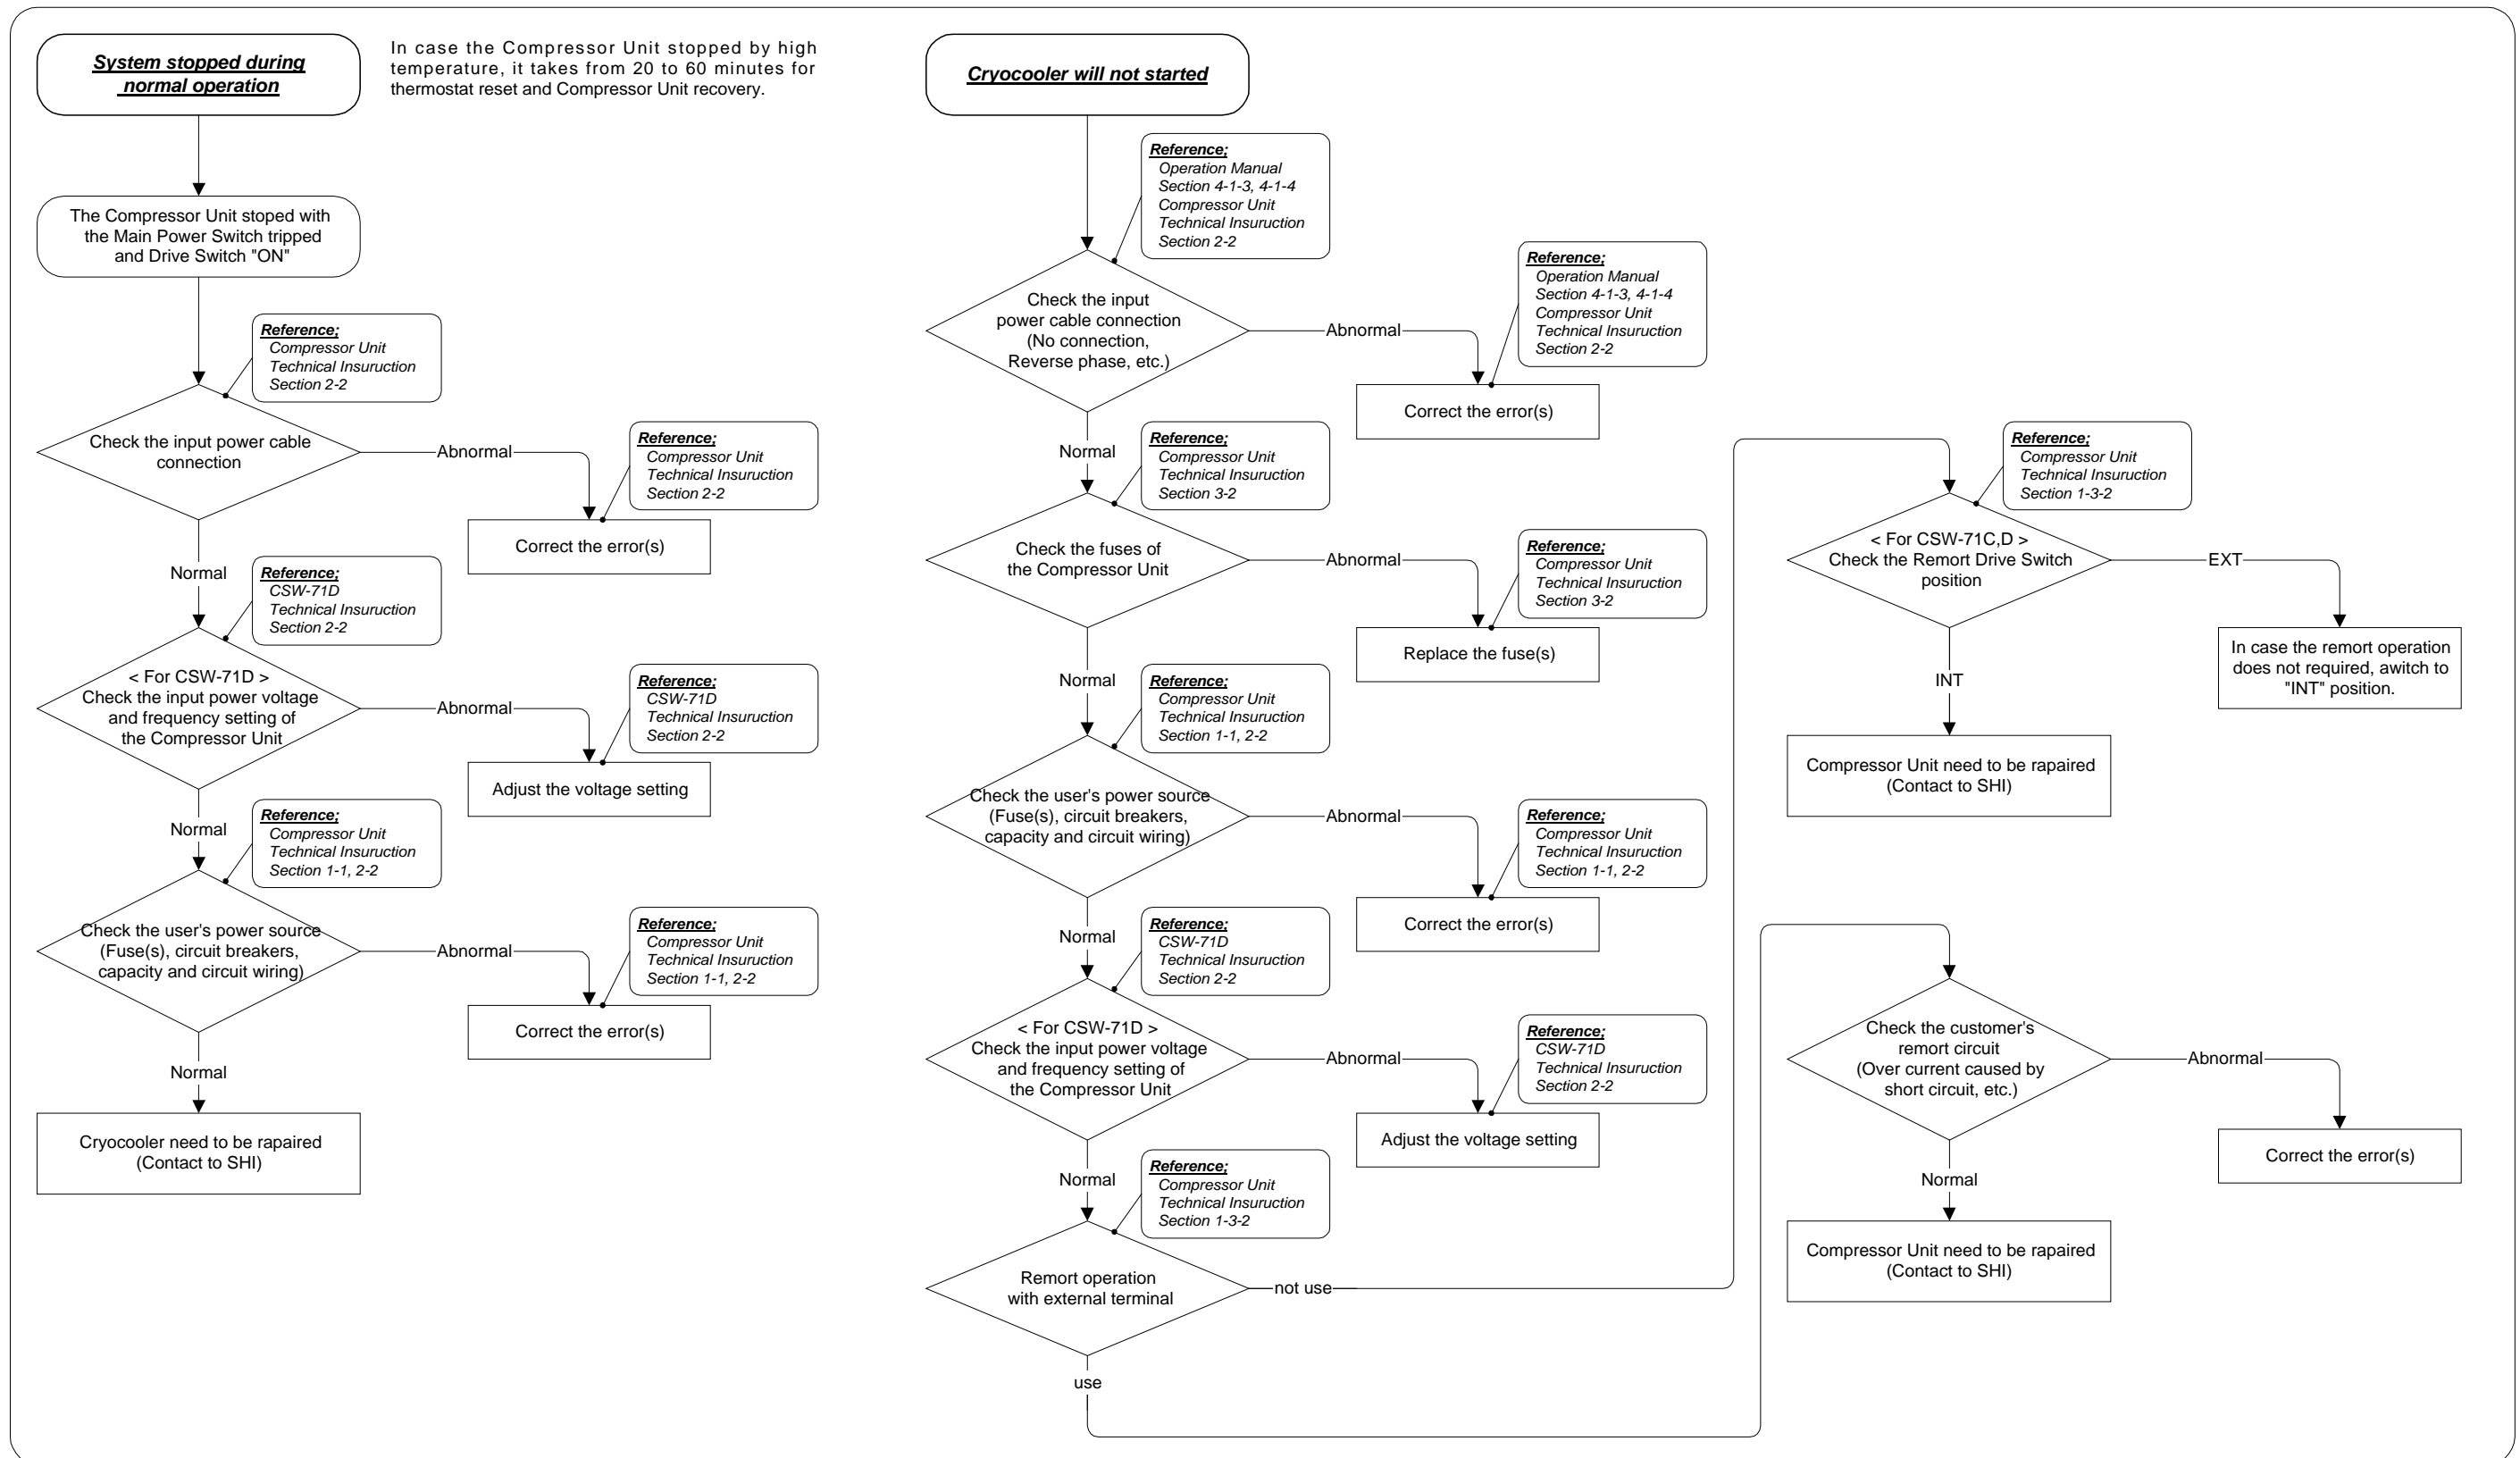 System stopped during
normal operation
In case the Compressor Unit stopped by high
temperature, it takes from 20 to 60 minutes for
thermostat reset and Compressor Unit recovery.
The Compressor Unit stoped with
the Main Power Switch tripped
and Drive Switch "ON"
Reference;
Compressor Unit
Technical Insuruction
Section 2-2
Check the input power cable
connection
Abnormal
Reference;
Compressor Unit
Technical Insuruction
Section 2-2
Correct the error(s)
Normal
Reference;
CSW-71D
Technical Insuruction
Section 2-2
< For CSW-71D >
Check the input power voltage
and frequency setting of
the Compressor Unit
Abnormal
Reference;
CSW-71D
Technical Insuruction
Section 2-2
Adjust the voltage setting
Normal
Reference;
Compressor Unit
Technical Insuruction
Section 1-1, 2-2
Check the user's power source
(Fuse(s), circuit breakers,
capacity and circuit wiring)
Abnormal
Reference;
Compressor Unit
Technical Insuruction
Section 1-1, 2-2
Correct the error(s)
Normal
Cryocooler need to be rapaired
(Contact to SHI)
Cryocooler will not started
Reference;
Operation Manual
Section 4-1-3, 4-1-4
Compressor Unit
Technical Insuruction
Section 2-2
Check the input
power cable connection
(No connection,
Reverse phase, etc.)
Abnormal
Reference;
Operation Manual
Section 4-1-3, 4-1-4
Compressor Unit
Technical Insuruction
Section 2-2
Correct the error(s)
Normal
Reference;
Compressor Unit
Technical Insuruction
Section 3-2
Check the fuses of
the Compressor Unit
Abnormal
Reference;
Compressor Unit
Technical Insuruction
Section 3-2
Replace the fuse(s)
Normal
Reference;
Compressor Unit
Technical Insuruction
Section 1-1, 2-2
Check the user's power source
(Fuse(s), circuit breakers,
capacity and circuit wiring)
Abnormal
Reference;
Compressor Unit
Technical Insuruction
Section 1-1, 2-2
Correct the error(s)
Normal
Reference;
CSW-71D
Technical Insuruction
Section 2-2
< For CSW-71D >
Check the input power voltage
and frequency setting of
the Compressor Unit
Abnormal
Reference;
CSW-71D
Technical Insuruction
Section 2-2
Adjust the voltage setting
Normal
Reference;
Compressor Unit
Technical Insuruction
Section 1-3-2
Remort operation
with external terminal
not use
use
Reference;
Compressor Unit
Technical Insuruction
Section 1-3-2
< For CSW-71C,D >
Check the Remort Drive Switch
position
EXT
In case the remort operation
does not required, awitch to
"INT" position.
INT
Compressor Unit need to be rapaired
(Contact to SHI)
Check the customer's
remort circuit
(Over current caused by
short circuit, etc.)
Abnormal
Correct the error(s)
Normal
Compressor Unit need to be rapaired
(Contact to SHI)